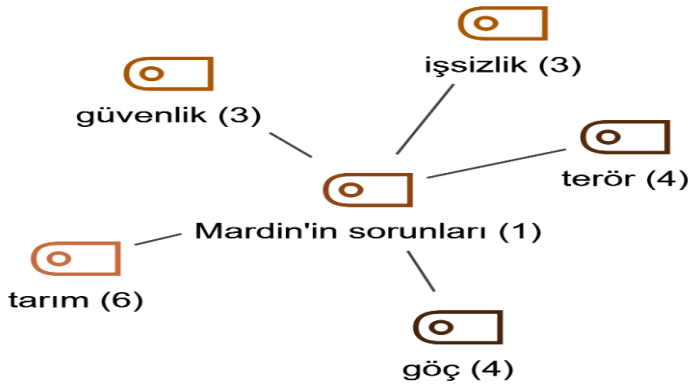 işsizlik (3)
güvenlik (3)
terör (4)
Mardin'in sorunları (1)
tarım (6)
göç (4)